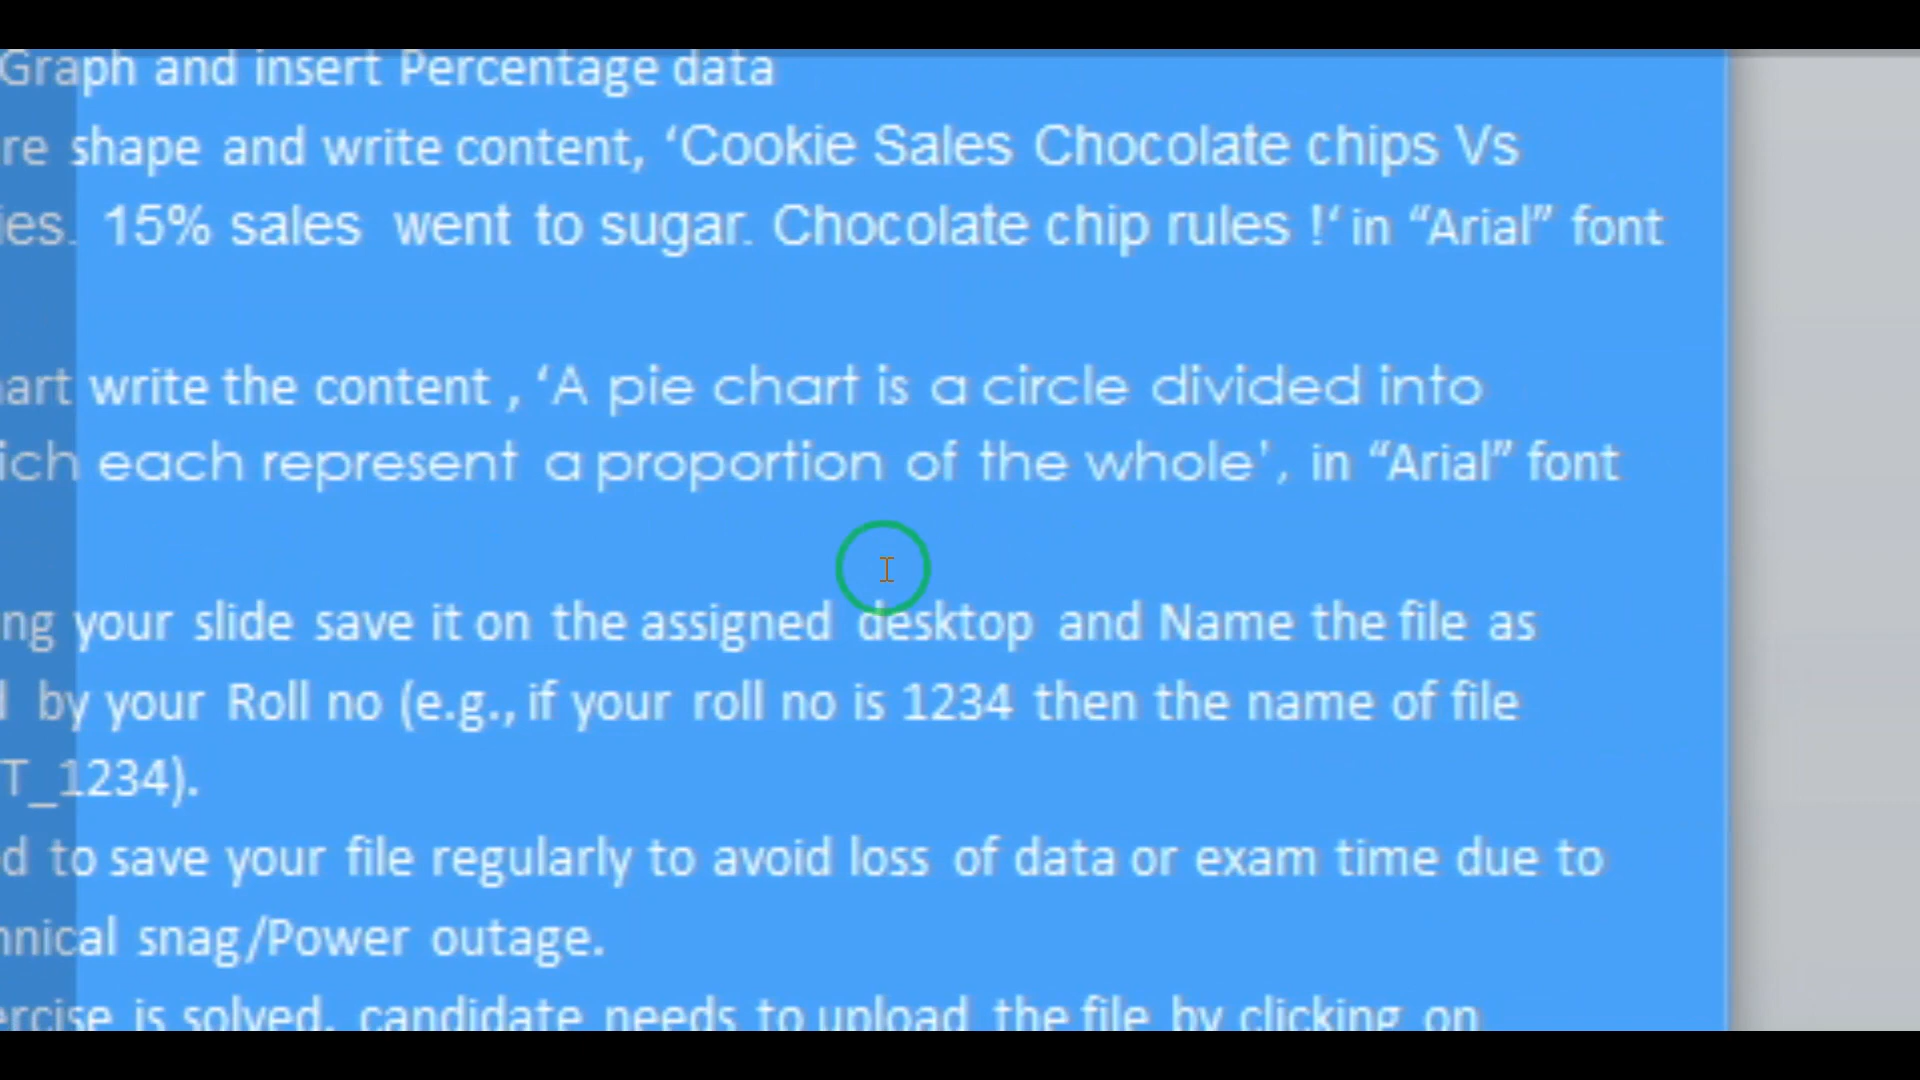 Graph and insert Percentage data
re shape and write content, ‘Cookie Sales Chocolate chips Vs
ies. 15% sales went to sugar. Chocolate chip rules !‘ in “Arial” font
art write the content , ‘A pie chart is a circle divided into
ich each represent a proportion of the whole', in “Arial” font
ng your slide save it on the assigned desktop and Name the file as
by your Roll no (e.g., if your roll no is 1234 then the name of file
T_1234).
d to save your file regularly to avoid loss of data or exam time due to
hnical snag/Power outage.
ercise is solved, candidate needs to upload the file by clicking on